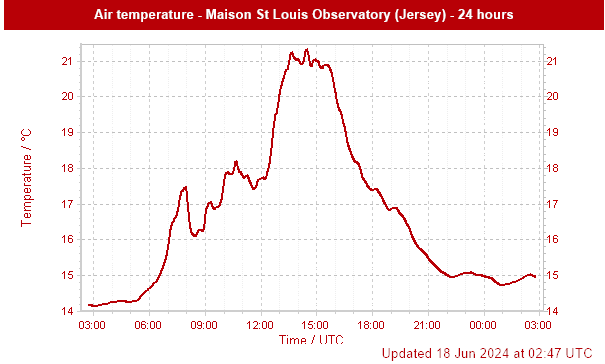 Air temperature - Maison St Louis Observatory (Jersey) - 24 hours
Temperature / °C
21 21
20 20
19 19
18 18
17 17
16 16
15 15
14 14
03:00 06:00 09:00 12:00 15:00 18:00 21:00 00:00 03:00
Time / UTC
Updated 18 Jun 2024 at 02:47 UTC